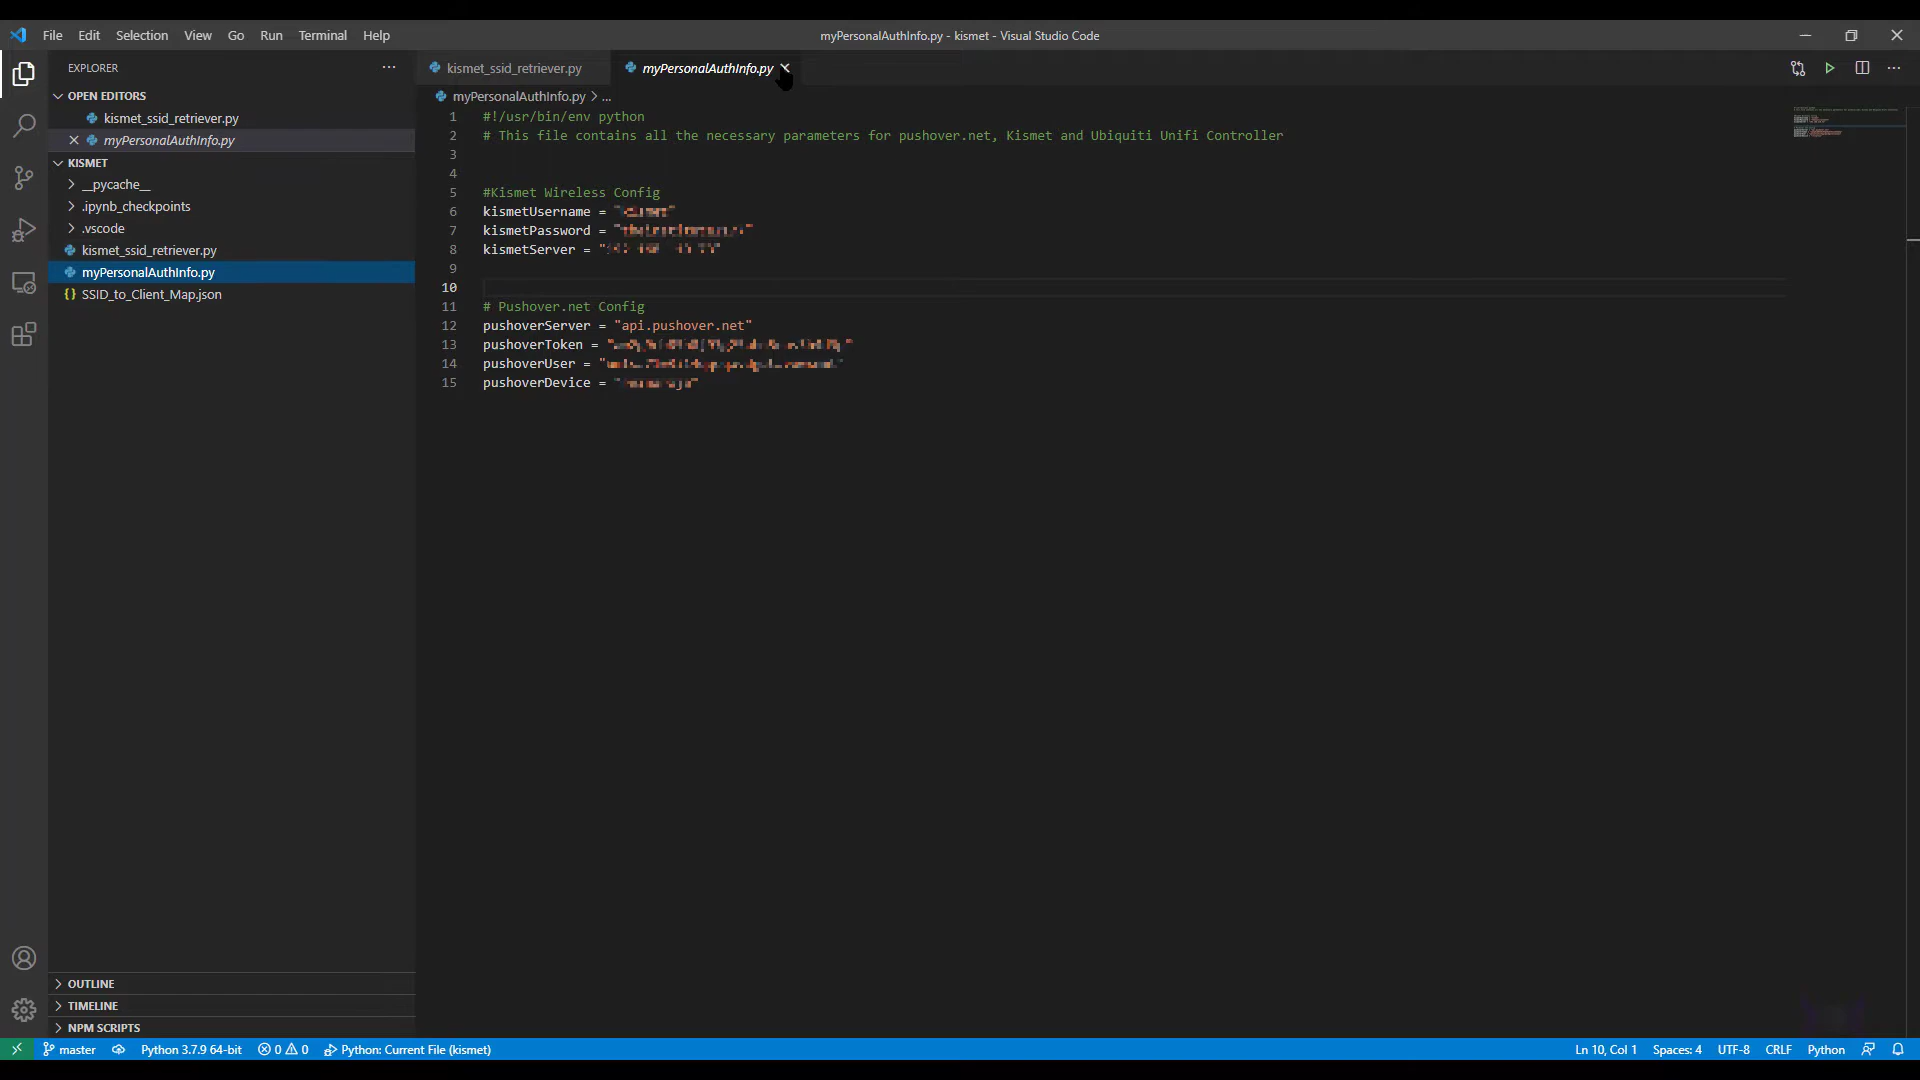 File Edit Selection View Go Run Terminal Help
myPersonalAuthInfo.py - kismet - Visual Studio Code
EXPLORER
kismet_ssid_retriever.py
myPersonalAuthInfo.py
OPEN EDITORS
kismet_ssid_retriever.py
myPersonalAuthInfo.py
KISMET
__pycache__
.ipynb_checkpoints
.vscode
kismet_ssid_retriever.py
myPersonalAuthInfo.py
{} SSID_to_Client_Map.json
OUTLINE
TIMELINE
NPM SCRIPTS
myPersonalAuthInfo.py > ...
1 #!/usr/bin/env python
2 # This file contains all the necessary parameters for pushover.net, Kismet and Ubiquiti Unifi Controller
3
4
5 #Kismet Wireless Config
6 kismetUsername = "
7 kismetPassword = "
8 kismetServer = "
9
10
11 # Pushover.net Config
12 pushoverServer = "api.pushover.net"
13 pushoverToken = "
14 pushoverUser = "
15 pushoverDevice = "
master Python 3.7.9 64-bit 0 0 Python: Current File (kismet) Ln 10, Col 1 Spaces: 4 UTF-8 CRLF Python